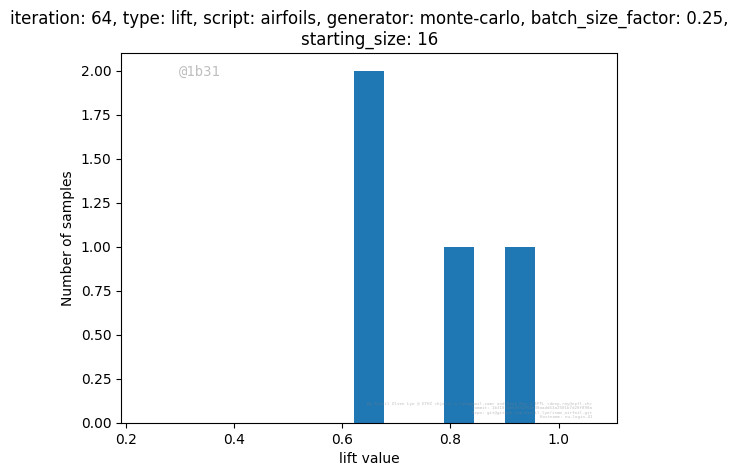 iteration: 64, type: lift, script: airfoils, generator: monte-carlo, batch_size_factor: 0.25,
starting_size: 16
@1b31
2.00
1.75
1.50
1.25
1.00
0.75
0.50
0.25
0.00
Number of samples
0.2 0.4 0.6 0.8 1.0
lift value